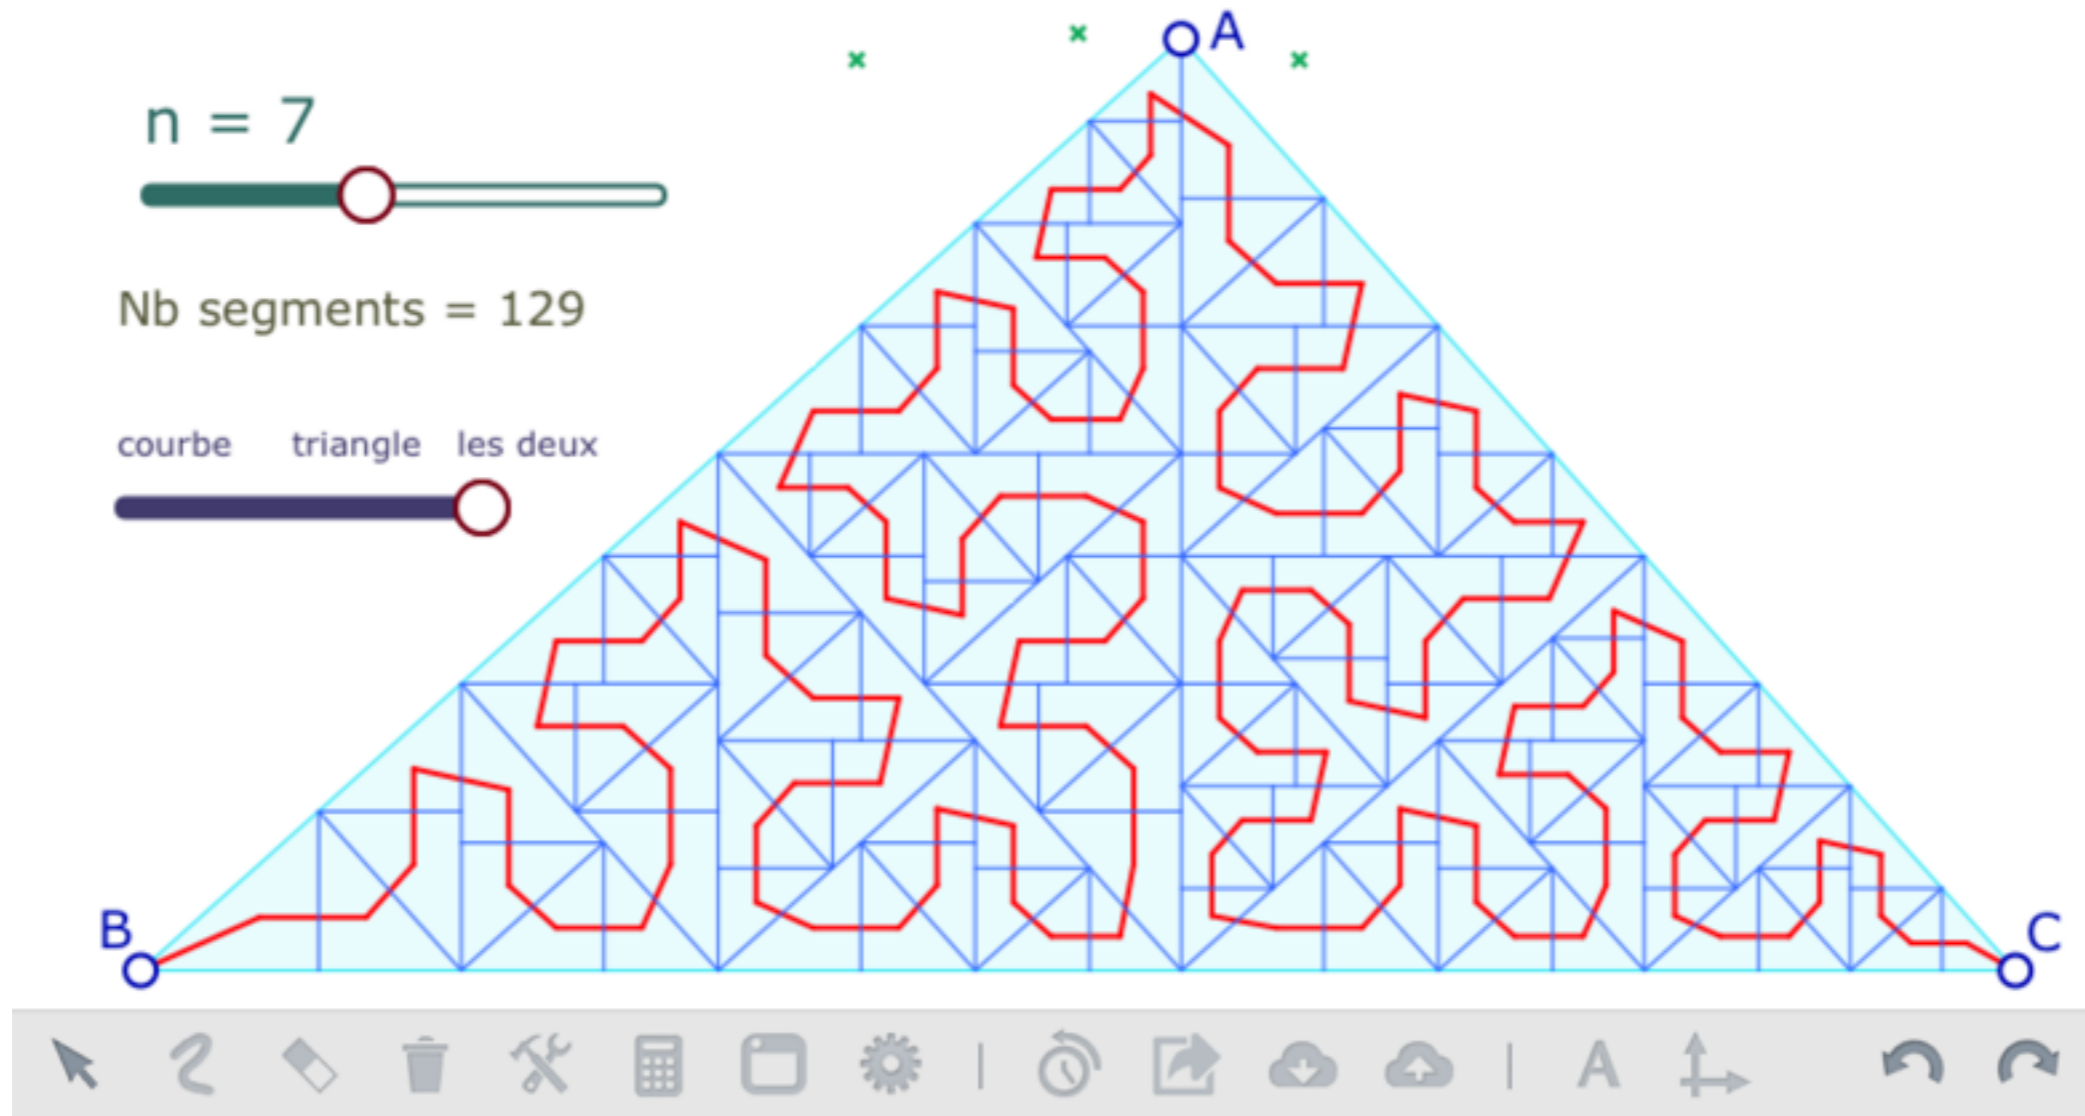 A
n = 7
Nb segments = 129
courbe triangle les deux
B
C
A